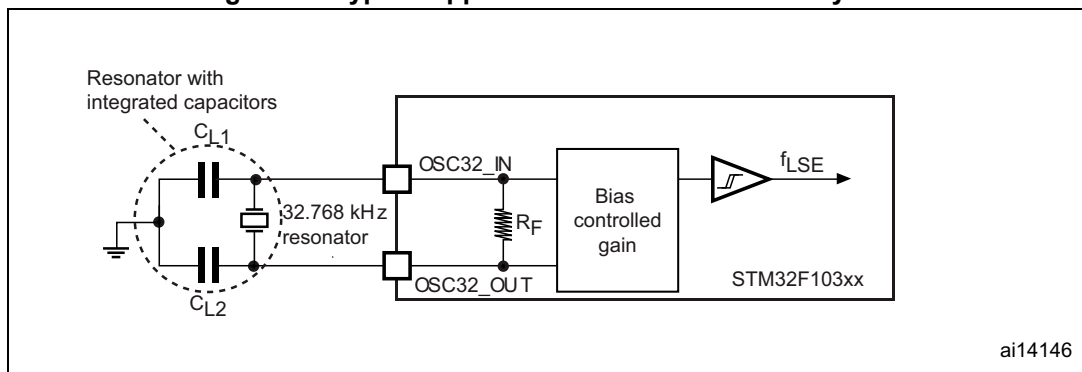 Resonator with
integrated capacitors
CL1
OSC32_IN
fLSE
32.768 kHz
resonator
RF
Bias
controlled
gain
OSC32_OUT
STM32F103xx
CL2
ai14146